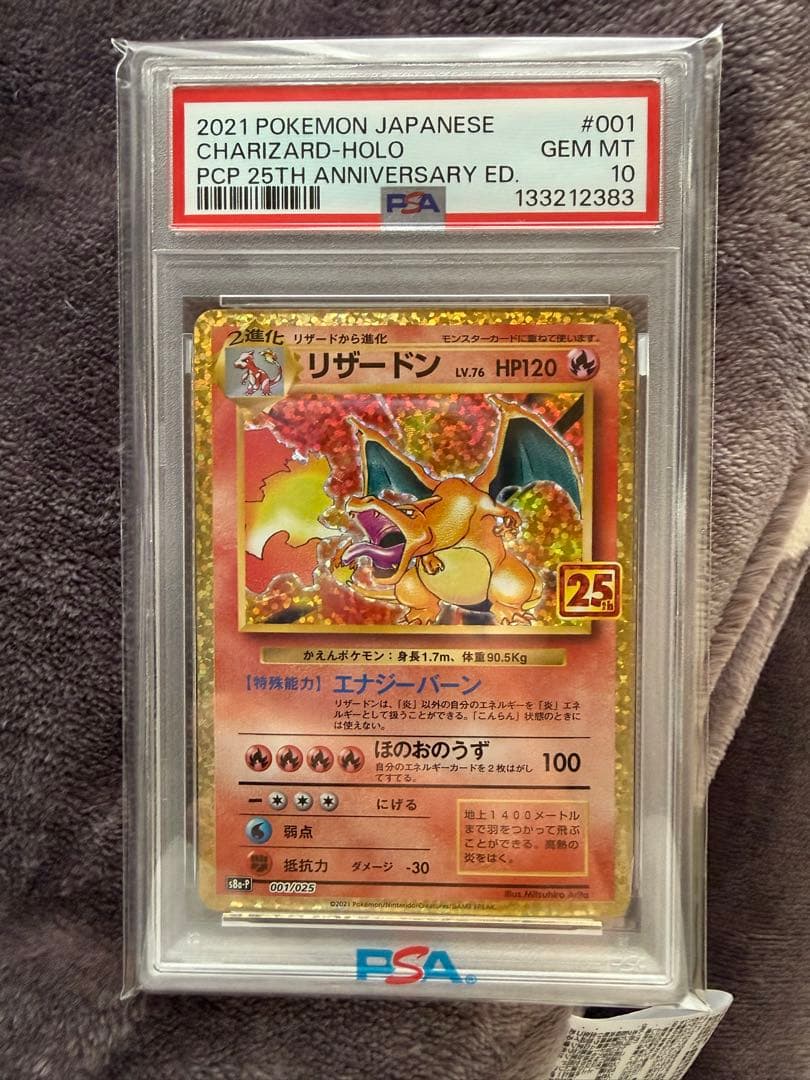 2021 POKEMON JAPANESE #001
CHARIZARD-HOLO GEM MT
PCP 25TH ANNIVERSARY ED. 10
PSA 133212383
2進化 リザードから進化 モンスターカードに重ねて使います。
リザードン LV.76 HP120
25th
かえんポケモン:身長1.7m、体重90.5Kg
【特殊能力】エナジーバーン
リザードンは、「炎」以外の自分のエネルギーを「炎」エネ
ルギーとして扱うことができる。「こんらん」状態のときに
は使えない。
ほのおのうず 100
自分のエネルギーカードを2枚はがし
てすてる。
にげる
弱点
抵抗力 ダメージ -30
地上1400メートル
まで羽をつかって飛ぶ
ことができる。高熱の
炎をはく。
s8a-P 001/025
Illus. Mitsuhiro Arita
©2021 Pokémon/Nintendo/Creatures/GAME FREAK.
PSA®